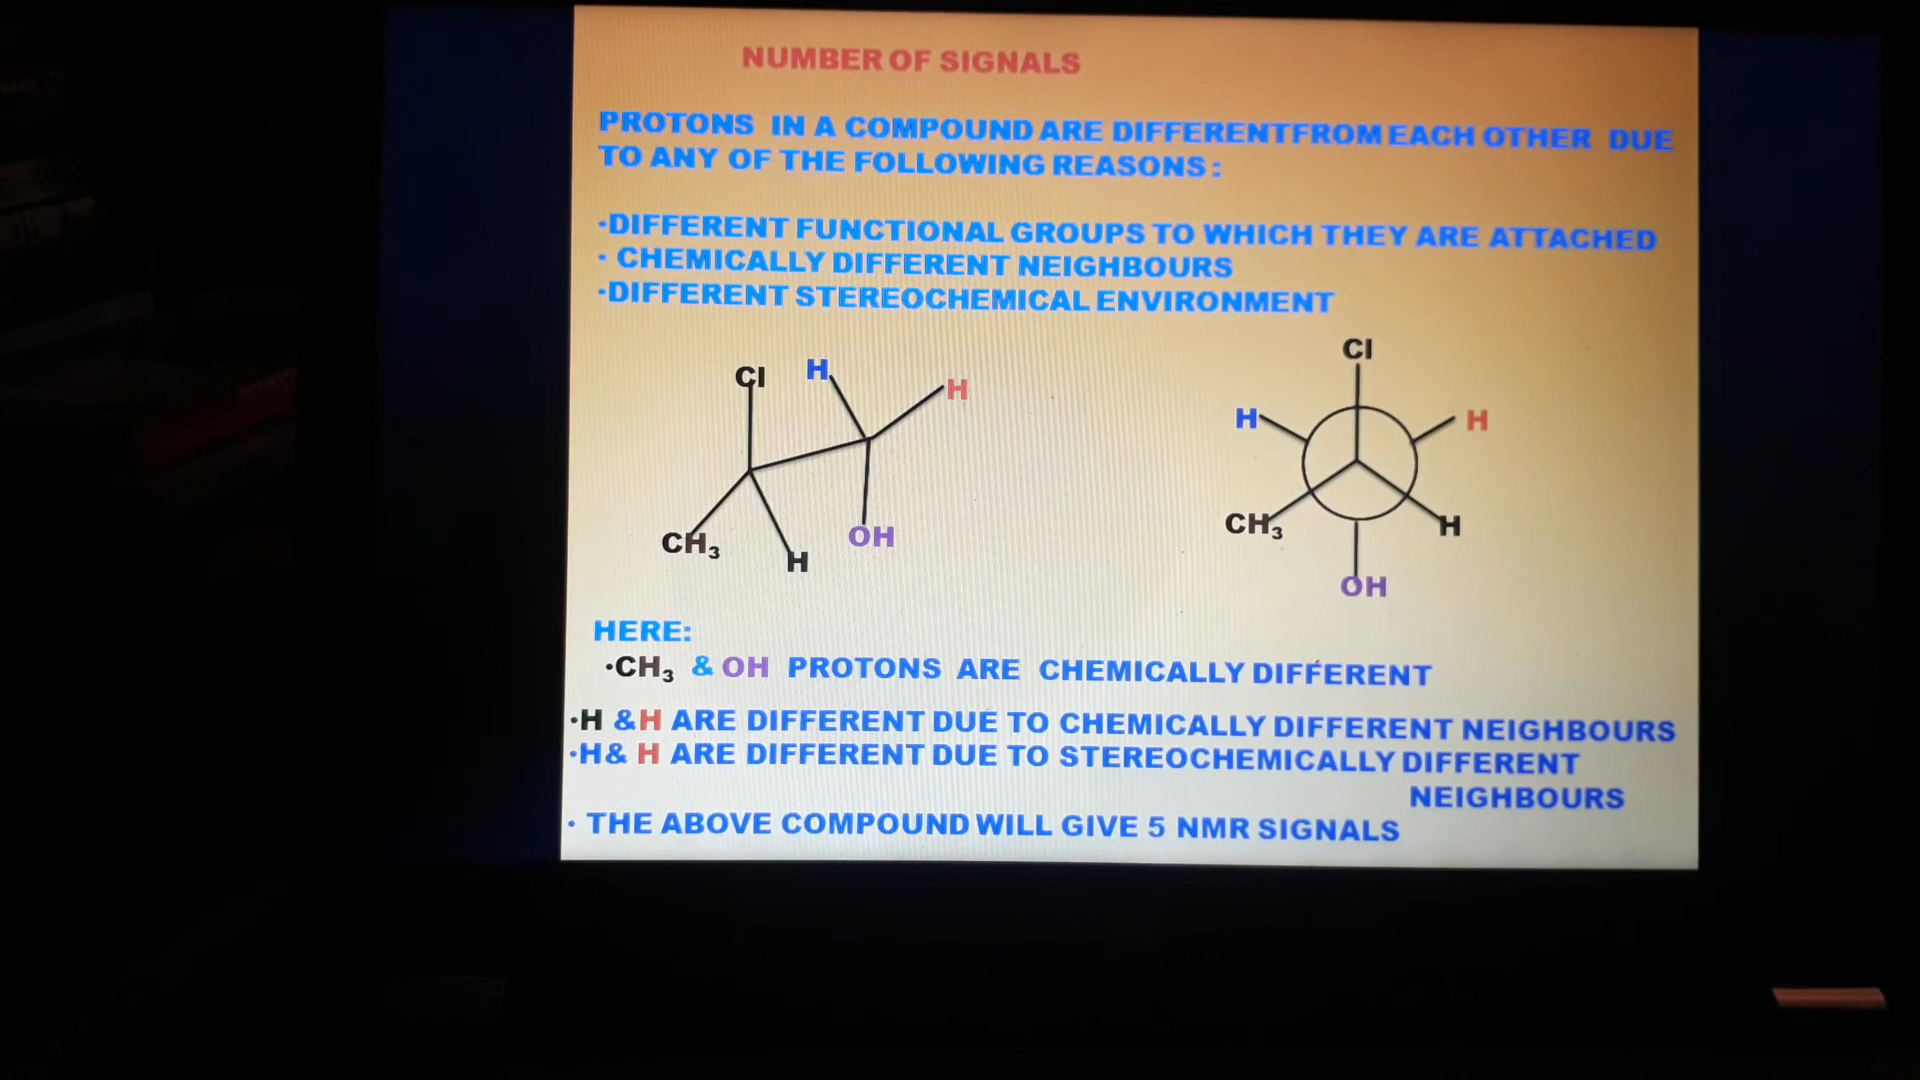 NUMBER OF SIGNALS
PROTONS IN A COMPOUND ARE DIFFERENTFROM EACH OTHER DUE
TO ANY OF THE FOLLOWING REASONS :
•DIFFERENT FUNCTIONAL GROUPS TO WHICH THEY ARE ATTACHED
• CHEMICALLY DIFFERENT NEIGHBOURS
•DIFFERENT STEREOCHEMICAL ENVIRONMENT
Cl H H
CH₃ H OH
Cl
H H
CH₃ H
OH
HERE:
•CH₃ & OH PROTONS ARE CHEMICALLY DIFFERENT
•H &H ARE DIFFERENT DUE TO CHEMICALLY DIFFERENT NEIGHBOURS
•H& H ARE DIFFERENT DUE TO STEREOCHEMICALLY DIFFERENT
NEIGHBOURS
• THE ABOVE COMPOUND WILL GIVE 5 NMR SIGNALS